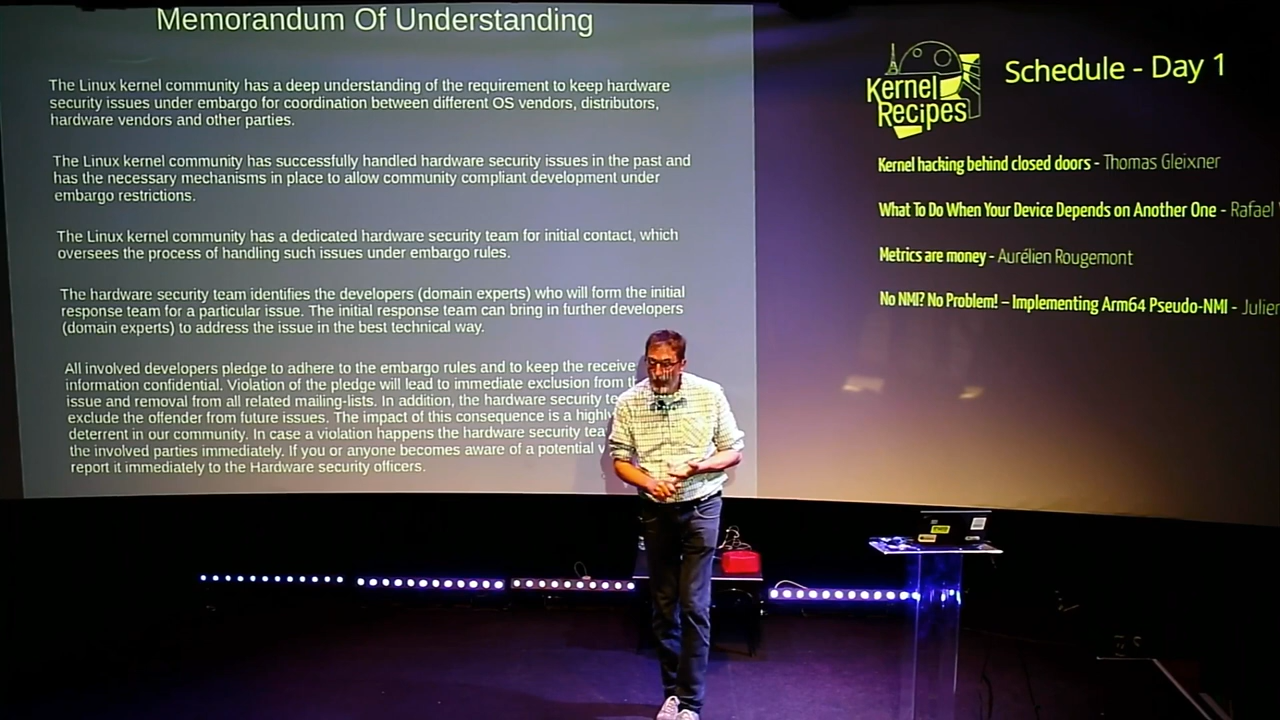 Memorandum Of Understanding
The Linux kernel community has a deep understanding of the requirement to keep hardware
security issues under embargo for coordination between different OS vendors, distributors,
hardware vendors and other parties.
The Linux kernel community has successfully handled hardware security issues in the past and
has the necessary mechanisms in place to allow community compliant development under
embargo restrictions.
The Linux kernel community has a dedicated hardware security team for initial contact, which
oversees the process of handling such issues under embargo rules.
The hardware security team identifies the developers (domain experts) who will form the initial
response team for a particular issue. The initial response team can bring in further developers
(domain experts) to address the issue in the best technical way.
All involved developers pledge to adhere to the embargo rules and to keep the receive
information confidential. Violation of the pledge will lead to immediate exclusion from
issue and removal from all related mailing-lists. In addition, the hardware security
exclude the offender from future issues. The impact of this consequence is a highly
deterrent in our community. In case a violation happens the hardware security
the involved parties immediately. If you or anyone becomes aware of a potential
report it immediately to the Hardware security officers.
Kernel
Recipes
Schedule - Day 1
Kernel hacking behind closed doors - Thomas Gleixner
What To Do When Your Device Depends on Another One - Rafael
Metrics are money - Aurélien Rougemont
No NMI? No Problem! – Implementing Arm64 Pseudo-NMI - Julien